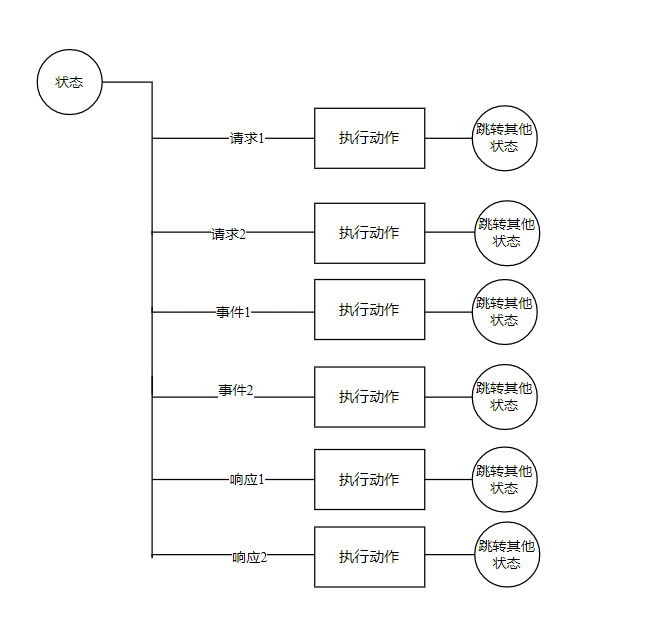 状态
请求1
执行动作
跳转其他
状态
请求2
执行动作
跳转其他
状态
事件1
执行动作
跳转其他
状态
事件2
执行动作
跳转其他
状态
响应1
执行动作
跳转其他
状态
响应2
执行动作
跳转其他
状态